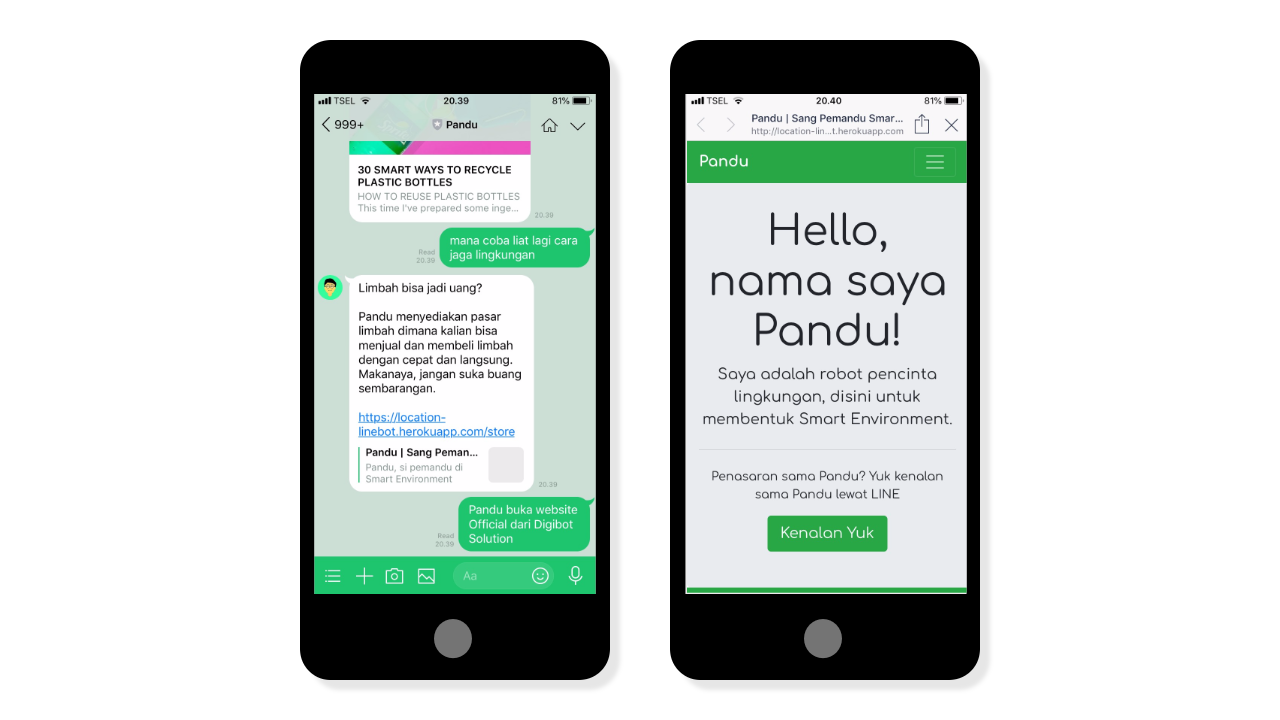 TSEL 20.39 81%
999+ Pandu
30 SMART WAYS TO RECYCLE
PLASTIC BOTTLES
HOW TO REUSE PLASTIC BOTTLES
This time I've prepared some inge...
20.39
mana coba liat lagi cara
jaga lingkungan
Read
20.39
Limbah bisa jadi uang?
Pandu menyediakan pasar
limbah dimana kalian bisa
menjual dan membeli limbah
dengan cepat dan langsung.
Makanaya, jangan suka buang
sembarangan.
https://location-
linebot.herokuapp.com/store
Pandu | Sang Peman...
Pandu, si pemandu di
Smart Environment
20.39
Pandu buka website
Official dari Digibot
Solution
Read
20.39
Aa
TSEL 20.40 81%
Pandu | Sang Pemandu Smar...
http://location-lin...t.herokuapp.com
Pandu
Hello,
nama saya
Pandu!
Saya adalah robot pencinta
lingkungan, disini untuk
membentuk Smart Environment.
Penasaran sama Pandu? Yuk kenalan
sama Pandu lewat LINE
Kenalan Yuk